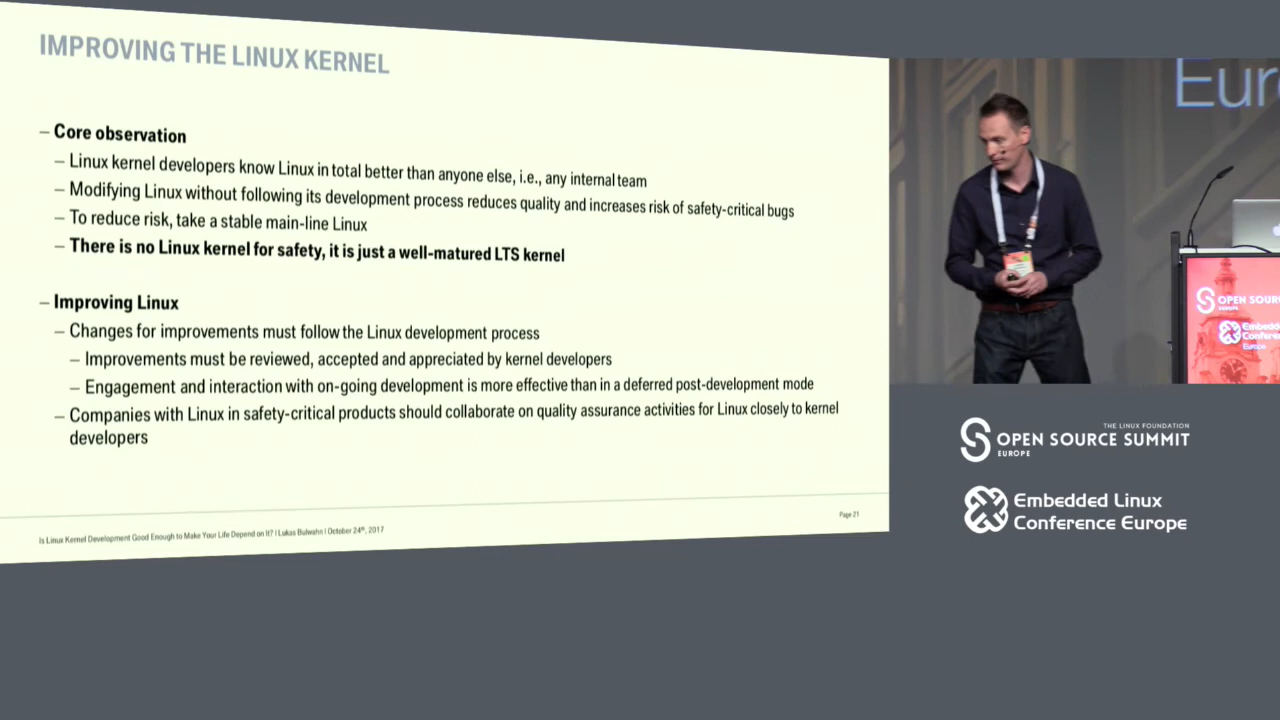 IMPROVING THE LINUX KERNEL
– Core observation
– Linux kernel developers know Linux in total better than anyone else, i.e., any internal team
– Modifying Linux without following its development process reduces quality and increases risk of safety-critical bugs
– To reduce risk, take a stable main-line Linux
– There is no Linux kernel for safety, it is just a well-matured LTS kernel
– Improving Linux
– Changes for improvements must follow the Linux development process
– Improvements must be reviewed, accepted and appreciated by kernel developers
– Engagement and interaction with on-going development is more effective than in a deferred post-development mode
– Companies with Linux in safety-critical products should collaborate on quality assurance activities for Linux closely to kernel
developers
Page 21
Is Linux Kernel Development Good Enough to Make Your Life Depend on It? | Lukas Bulwahn | October 24th, 2017
Eur
OPEN SOUR
EUROPE
Embedde
Conferen
Europe
THE LINUX FOUNDATION
OPEN SOURCE SUMMIT
EUROPE
Embedded Linux
Conference Europe